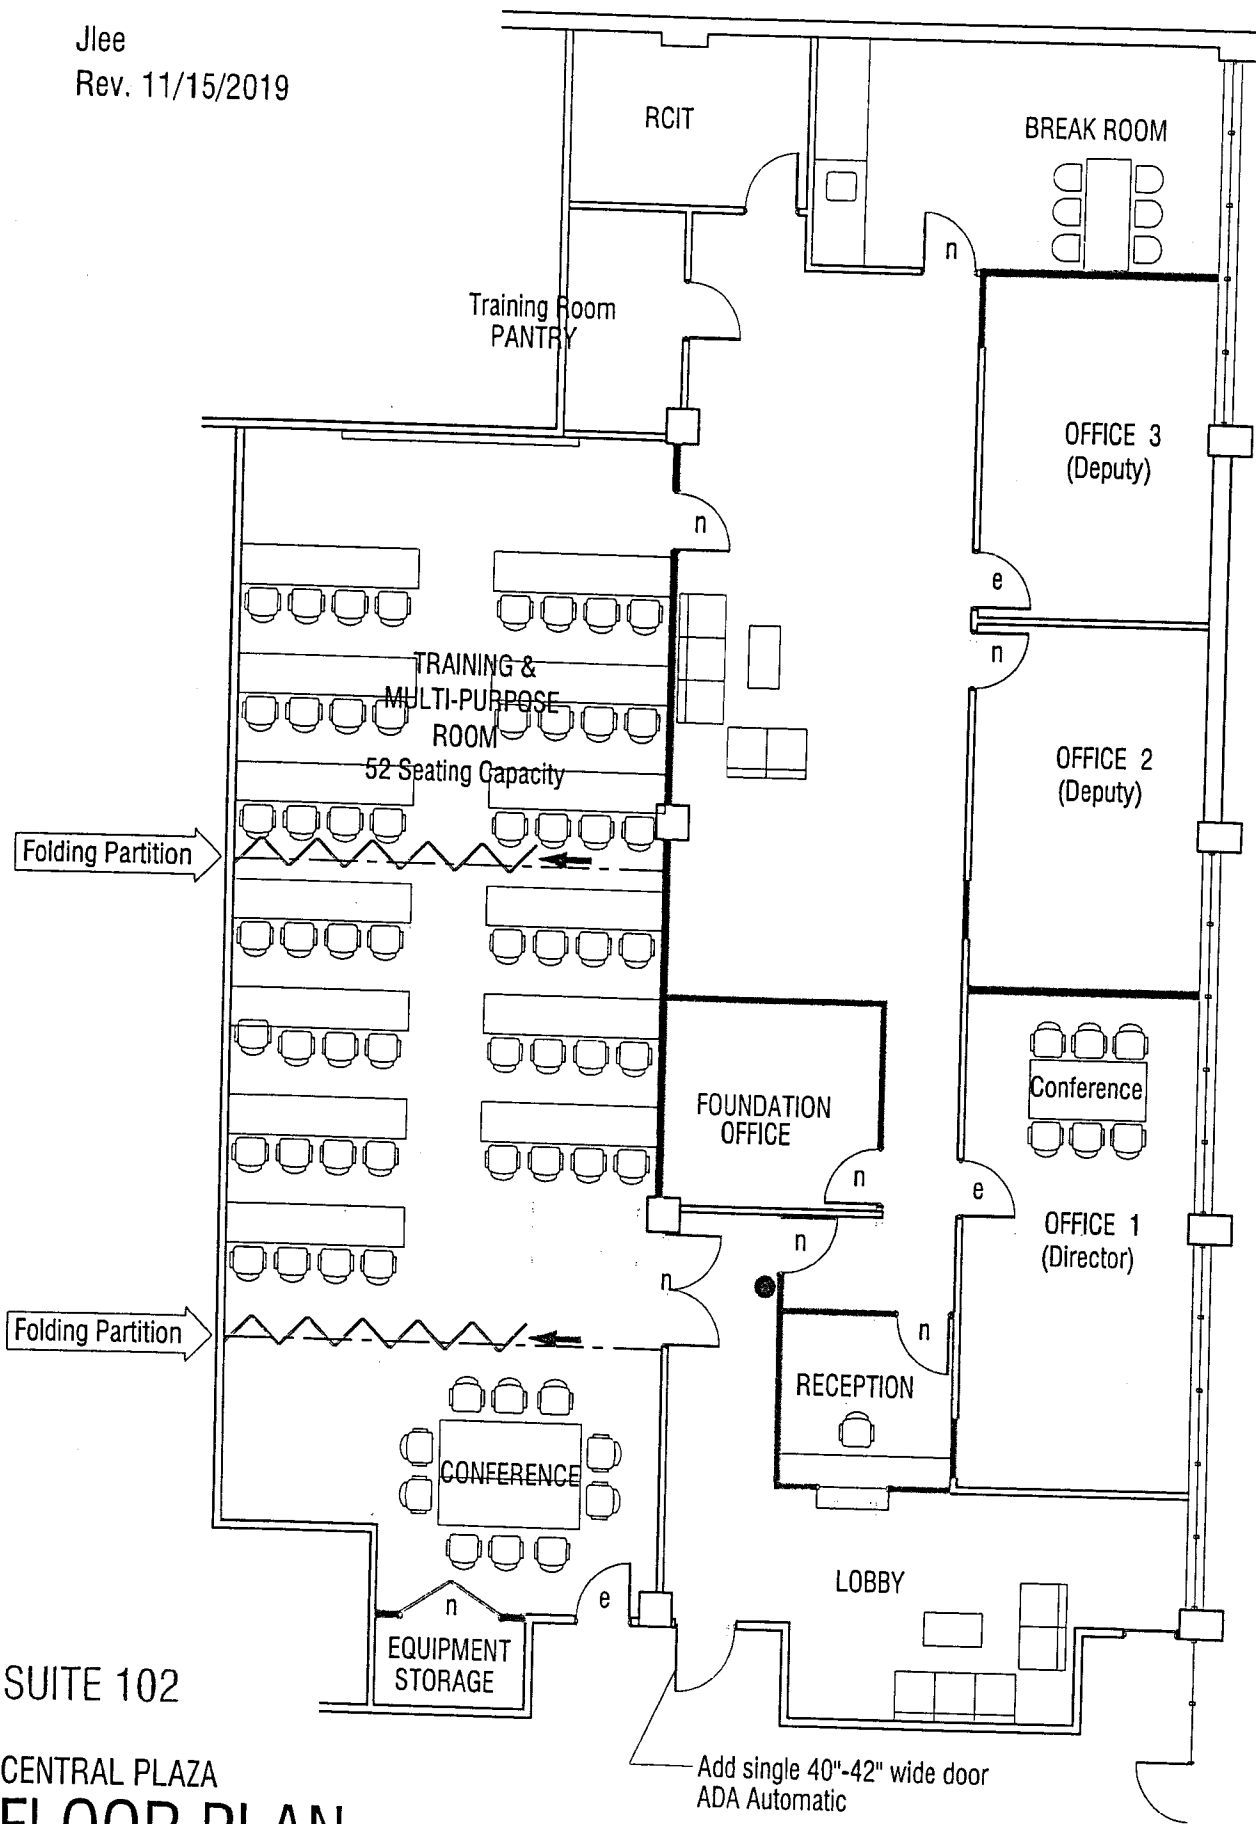 Jlee
Rev. 11/15/2019
RCIT
BREAK ROOM
n
Training Room
PANTRY
OFFICE 3
(Deputy)
n
e
n
TRAINING &
MULTI-PURPOSE
ROOM
52 Seating Capacity
OFFICE 2
(Deputy)
Folding Partition
Conference
FOUNDATION
OFFICE
n
e
OFFICE 1
(Director)
n
n
Folding Partition
n
RECEPTION
CONFERENCE
LOBBY
n
e
EQUIPMENT
STORAGE
SUITE 102
Add single 40"-42" wide door
ADA Automatic
CENTRAL PLAZA
FLOOR PLAN